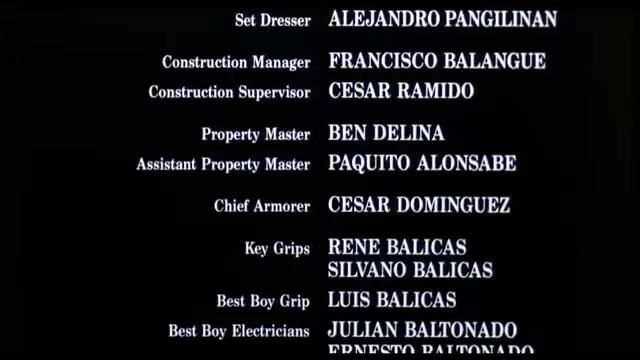 Set Dresser ALEJANDRO PANGILINAN
Construction Manager FRANCISCO BALANGUE
Construction Supervisor CESAR RAMIDO
Property Master BEN DELINA
Assistant Property Master PAQUITO ALONSABE
Chief Armorer CESAR DOMINGUEZ
Key Grips RENE BALICAS
SILVANO BALICAS
Best Boy Grip LUIS BALICAS
Best Boy Electricians JULIAN BALTONADO
ERNESTO BALTONADO